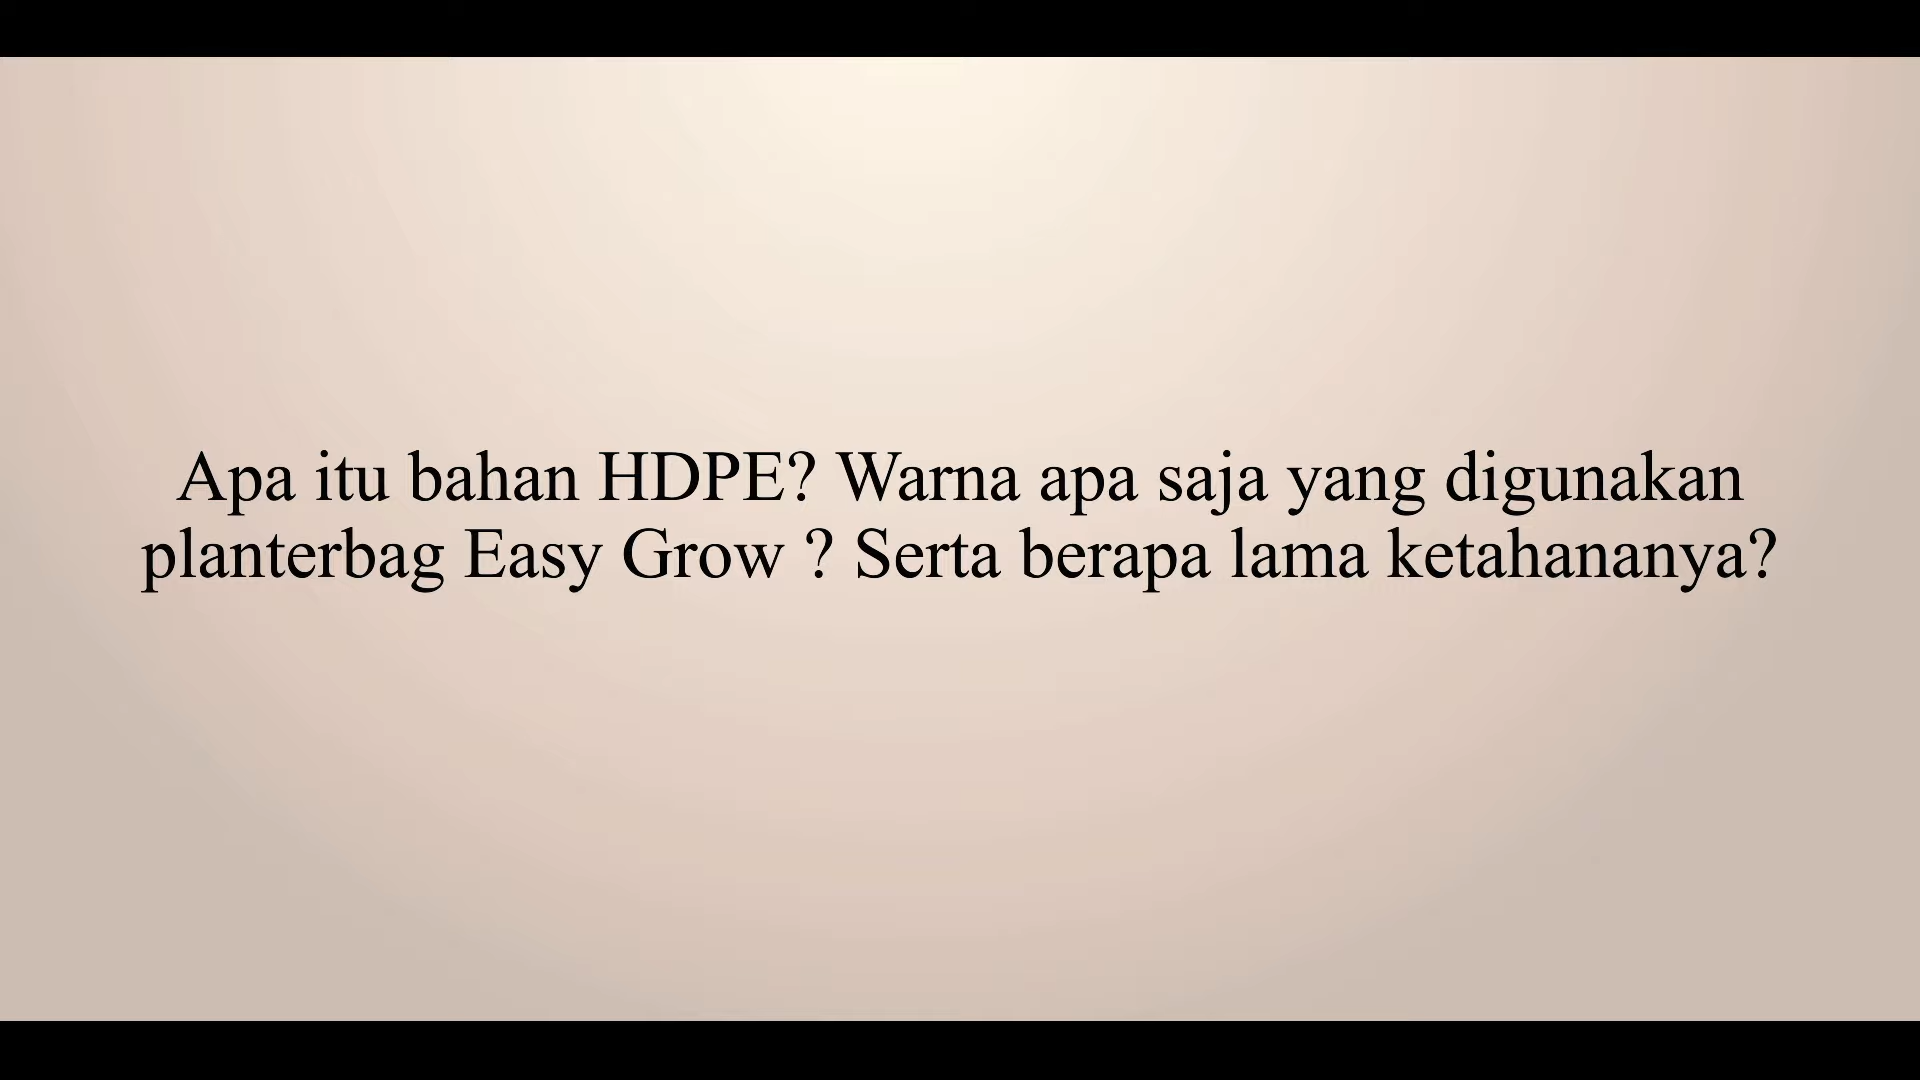 Apa itu bahan HDPE? Warna apa saja yang digunakan
planterbag Easy Grow ? Serta berapa lama ketahananya?